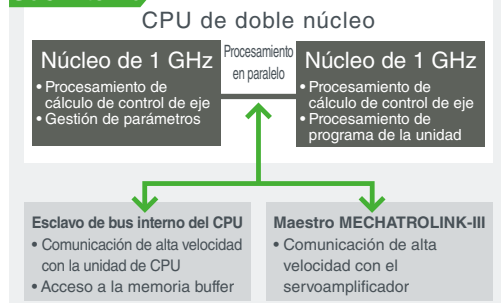 CPU de doble núcleo
Núcleo de 1 GHz
• Procesamiento de
cálculo de control de eje
• Gestión de parámetros
Procesamiento
en paralelo
Núcleo de 1 GHz
• Procesamiento de
cálculo de control de eje
• Procesamiento de
programa de la unidad
Esclavo de bus interno del CPU
• Comunicación de alta velocidad
con la unidad de CPU
• Acceso a la memoria buffer
Maestro MECHATROLINK-III
• Comunicación de alta
velocidad con el
servoamplificador